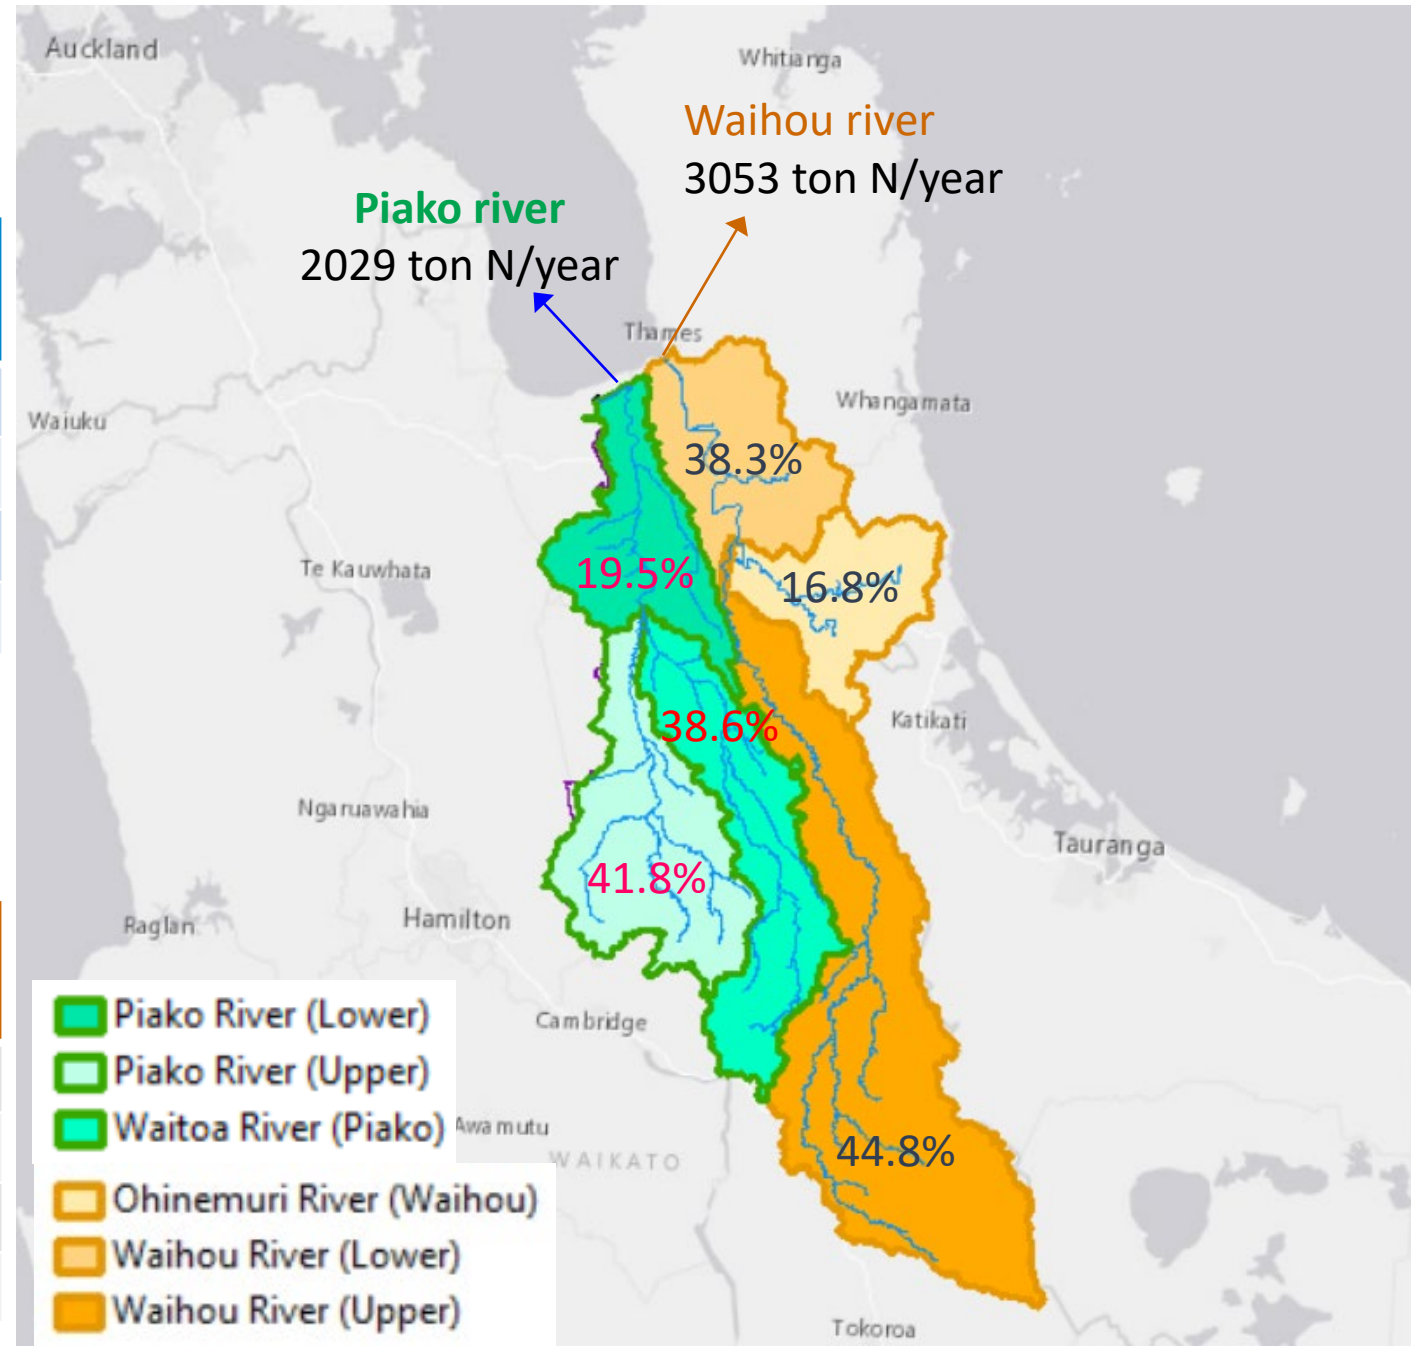 Auckland
Whitianga
Waihou river
3053 ton N/year
Piako river
2029 ton N/year
Thames
Whangamata
Waiuku
38.3%
Te Kauwhata
19.5%
16.8%
38.6%
Katikati
Ngaruawahia
Tauranga
41.8%
Raglan
Hamilton
Cambridge
Piako River (Lower)
Piako River (Upper)
Waitoa River (Piako)
Awamutu
WAIKATO
44.8%
Ohinemuri River (Waihou)
Waihou River (Lower)
Waihou River (Upper)
Tokoroa